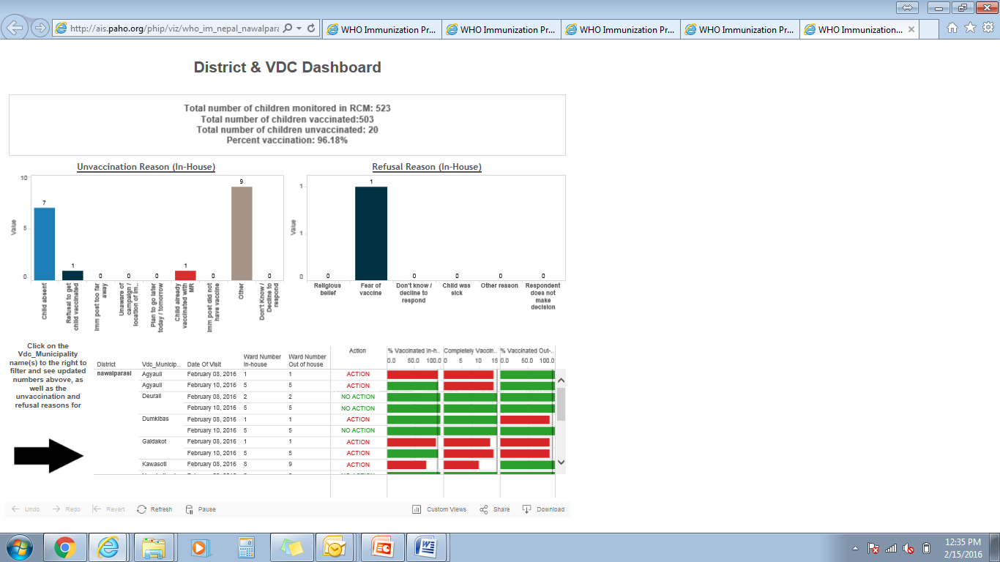 http://ais.paho.org/phip/viz/who_im_nepal_nawalpara
WHO Immunization Pr...
WHO Immunization Pr...
WHO Immunization Pr...
WHO Immunization Pr...
WHO Immunization...
District & VDC Dashboard
Total number of children monitored in RCM: 523
Total number of children vaccinated:503
Total number of children unvaccinated: 20
Percent vaccination: 96.18%
Unvaccination Reason (In-House)
Value
10
5
0
7
1
0
0
0
1
0
9
0
Child absent
Refusal to get
child vaccinated
Imm post too far
away
Unaware of
campaign /
location of im..
Plan to go later
today / tomorrow
Child already
vaccinated with
MR
Imm post did not
have vaccine
Other
Don't Know /
Decline to
respond
Refusal Reason (In-House)
Value
1
1
0
0
1
0
0
0
0
Religious
belief
Fear of
vaccine
Don't know /
decline to
respond
Child was
sick
Other reason
Respondent
does not
make
decision
Click on the
Vdc_Municipality
name(s) to the right to
filter and see updated
numbers abovve, as
well as the
unvaccination and
refusal reasons for
District Vdc_Municip.. Date Of Visit Ward Number In-house Ward Number Out of house Action % Vaccinated In-h.. Completely Vaccin.. % Vaccinated Out-..
0.0 50.0 100.0 0 5 10 15 0.0 50.0 100.0
nawalparasi Agyauli February 08, 2016 1 1 ACTION
Agyauli February 10, 2016 5 5 ACTION
Deurali February 08, 2016 2 2 NO ACTION
February 10, 2016 5 5 NO ACTION
Dumkibas February 08, 2016 1 1 ACTION
February 10, 2016 5 5 NO ACTION
Gaidakot February 08, 2016 1 1 ACTION
February 10, 2016 5 5 ACTION
Kawasoti February 08, 2016 8 9 ACTION
Undo Redo Revert Refresh Pause Custom Views Share Download
12:35 PM
2/15/2016